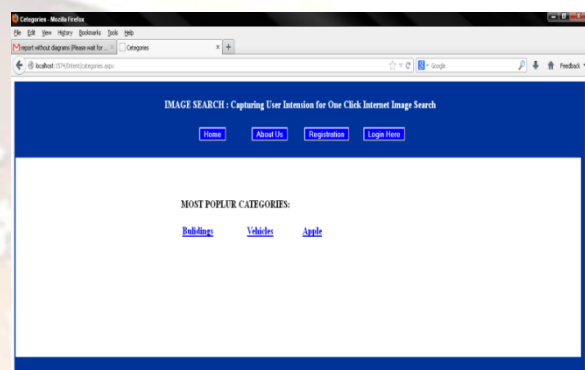 Categories - Mozilla Firefox
File Edit View History Bookmarks Tools Help
report without diagrams (Please wait for ... × Categories × +
localhost Google Feedback
IMAGE SEARCH : Capturing User Intension for One Click Internet Image Search
Home About Us Registration Login Here
MOST POPLUR CATEGORIES:
Bulidings Vehicles Apple